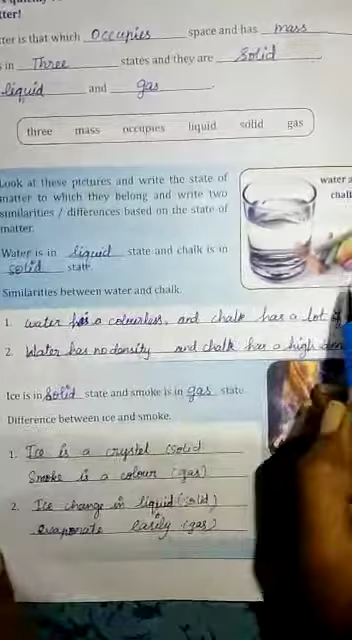 tter!
ter is that which occupies space and has mass
in Three states and they are solid
liquid and gas.
three mass occupies liquid solid gas
Look at these pictures and write the state of
matter to which they belong and write two
similarities / differences based on the state of
matter.
water a
chal
Water is in liquid state and chalk is in
solid state.
Similarities between water and chalk.
1. water has a colourless, and chalk has a lot of
2. Water has no density and chalk has a high den
Ice is in solid state and smoke is in gas state.
Difference between ice and smoke.
1. Ice is a crystel (solid
Smoke is a colour (gas)
2. Ice change in liquid (solid)
evaporate easily (gas)